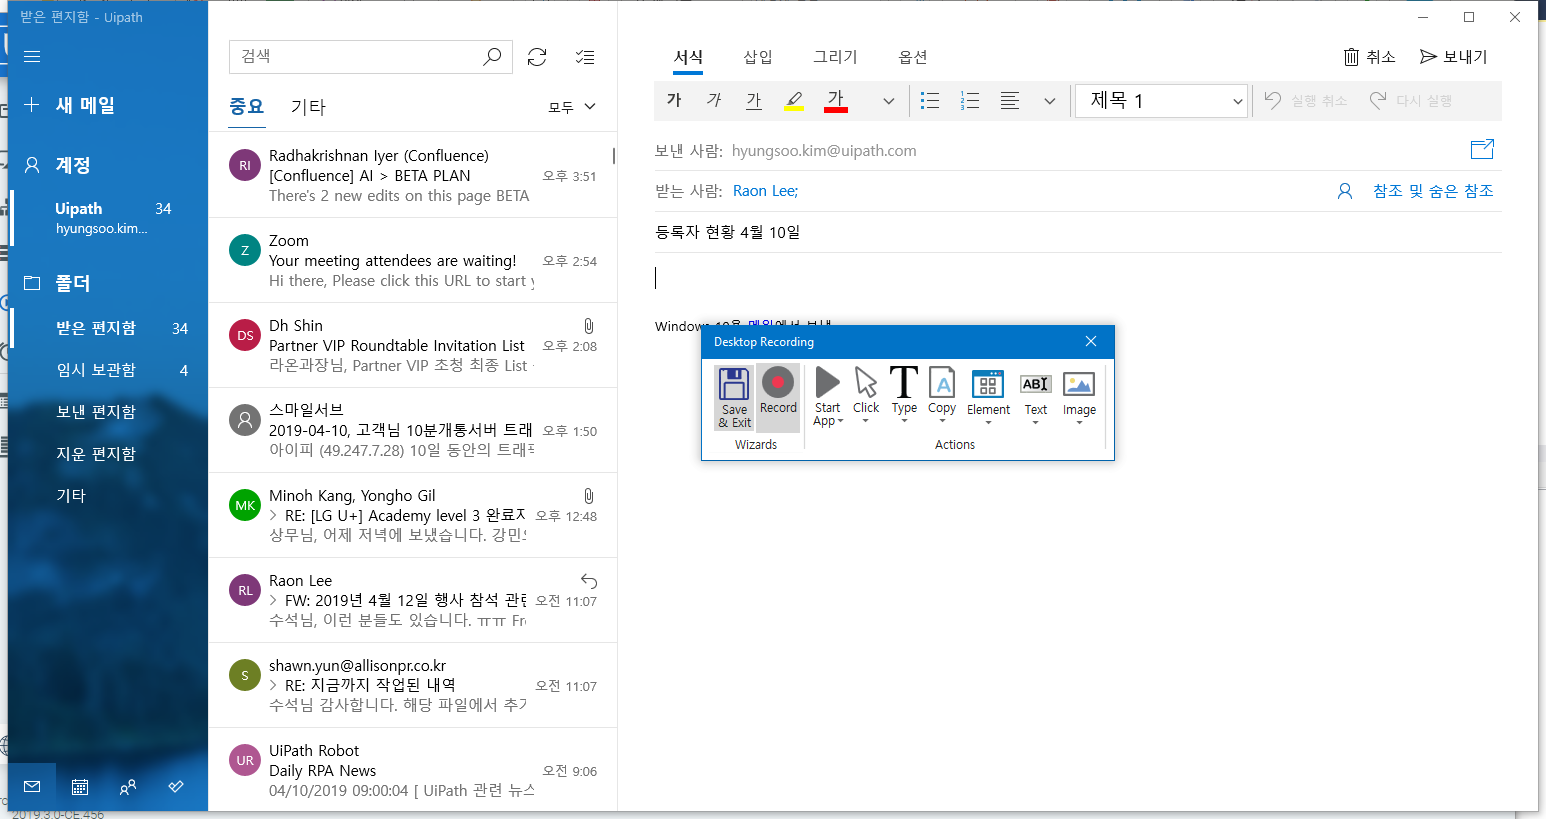 받은 편지함 - Uipath
새 메일
계정
Uipath 34
hyungsoo.kim...
폴더
받은 편지함 34
임시 보관함 4
보낸 편지함
지운 편지함
기타
검색
중요 기타 모두
RI
Radhakrishnan Iyer (Confluence)
[Confluence] AI > BETA PLAN 오후 3:51
There's 2 new edits on this page BETA
Z
Zoom
Your meeting attendees are waiting! 오후 2:54
Hi there, Please click this URL to start
DS
Dh Shin
Partner VIP Roundtable Invitation List 오후 2:08
라온과장님, Partner VIP 초청 최종 List
스마일서브
2019-04-10, 고객님 10분개통서버 트래 오후 1:50
아이피 (49.247.7.28) 10일 동안의 트래픽
MK
Minoh Kang, Yongho Gil
> RE: [LG U+] Academy level 3 완료자 오후 12:48
상무님, 어제 저녁에 보냈습니다. 강민오
RL
Raon Lee
> FW: 2019년 4월 12일 행사 참석 관련 오전 11:07
수석님, 이런 분들도 있습니다. ㅠㅠ Fr
S
shawn.yun@allisonpr.co.kr
> RE: 지금까지 작업된 내역 오전 11:07
수석님 감사합니다. 해당 파일에서 추가
UR
UiPath Robot
Daily RPA News 오전 9:06
04/10/2019 09:00:04 [ UiPath 관련 뉴스
서식 삽입 그리기 옵션 취소 보내기
가 가 가 가 제목 1 실행 취소 다시 실행
보낸 사람: hyungsoo.kim@uipath.com
받는 사람: Raon Lee; 참조 및 숨은 참조
등록자 현황 4월 10일
Windows 10용 메일에서 보냄
Desktop Recording
Save & Exit Record Start App Click Type Copy Element Text Image
Wizards Actions
2019.3.0-CE.456